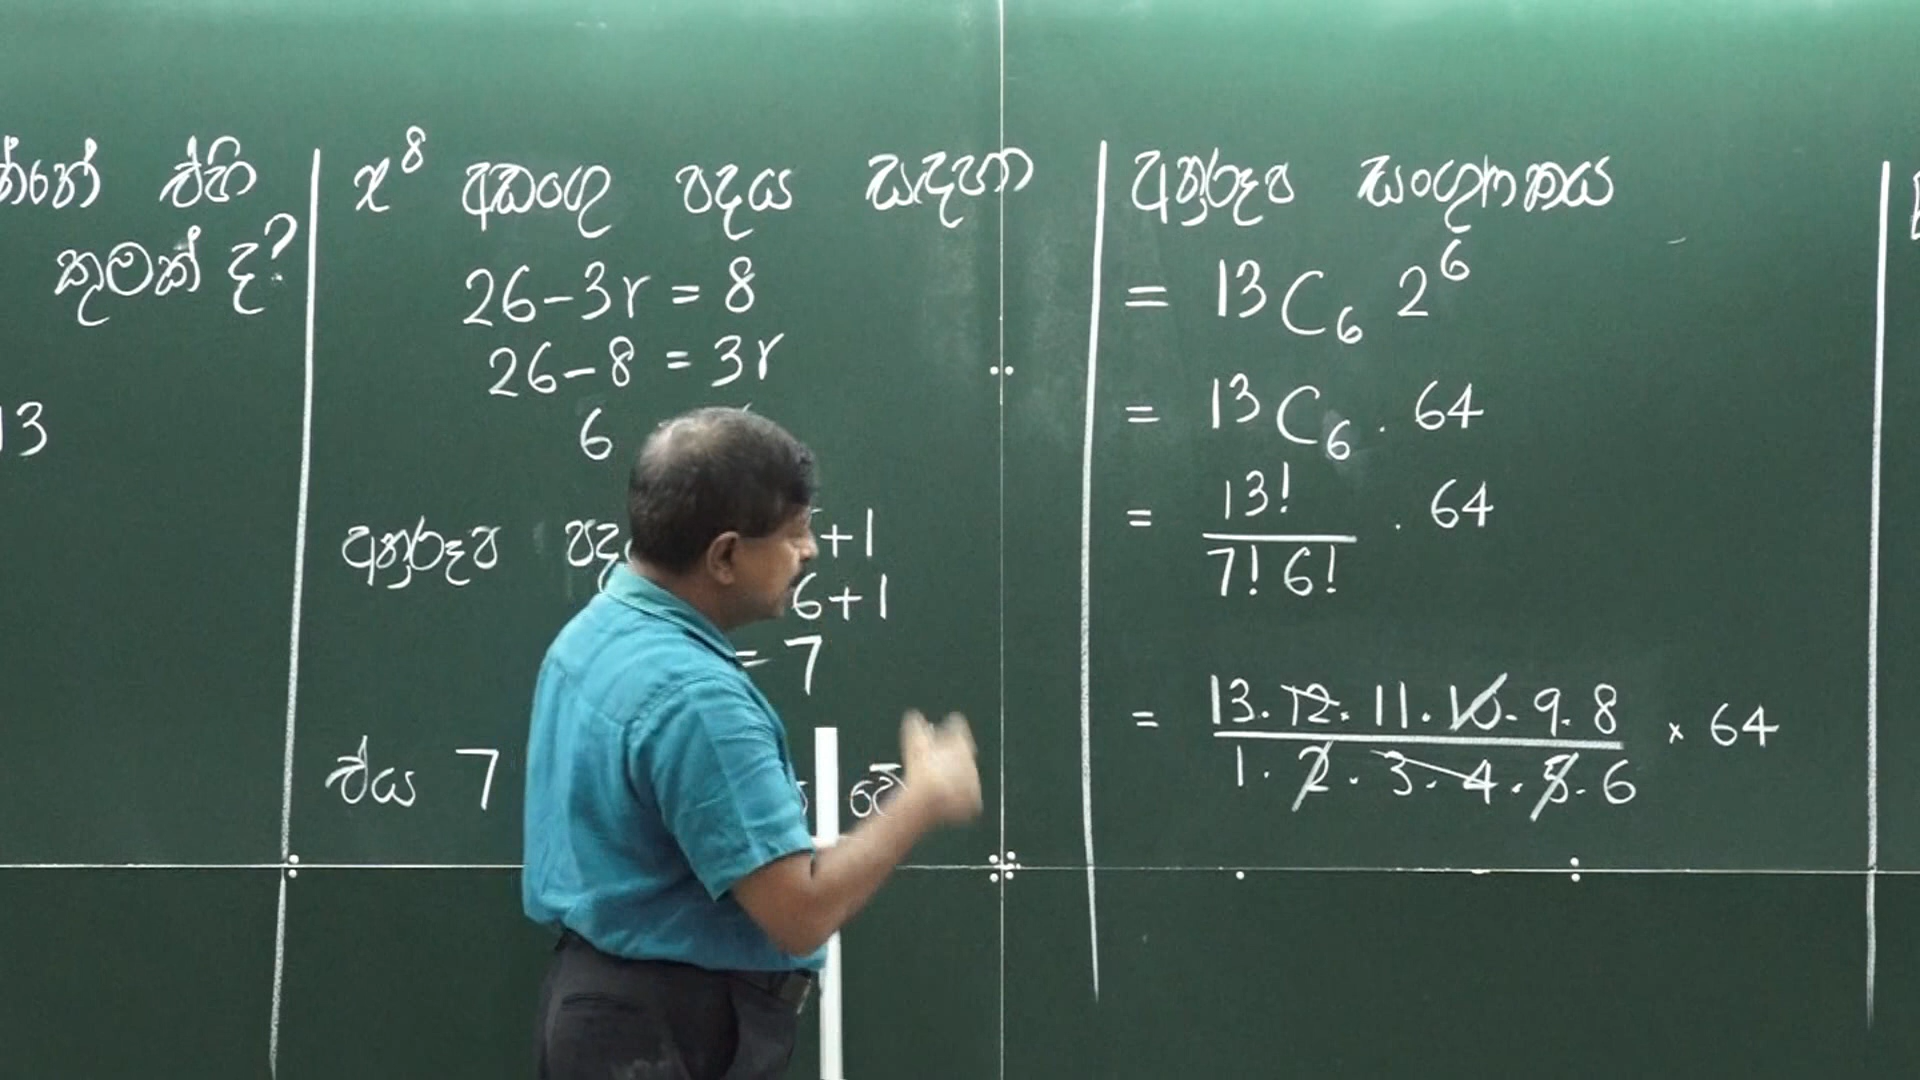 එහි
කුලක් ද?
13
x⁸ අඩංගු පදය සඳහා
26-3r = 8
26-8 = 3r
6
අනුරූප +1
6+1
= 7
එය 7
අනුරූප සංගුණකය
= 13C₆ 2⁶
= 13C₆ . 64
= 13!/7! 6! . 64
= 13.12.11.10.9.8/1.2.3.4.5.6 × 64